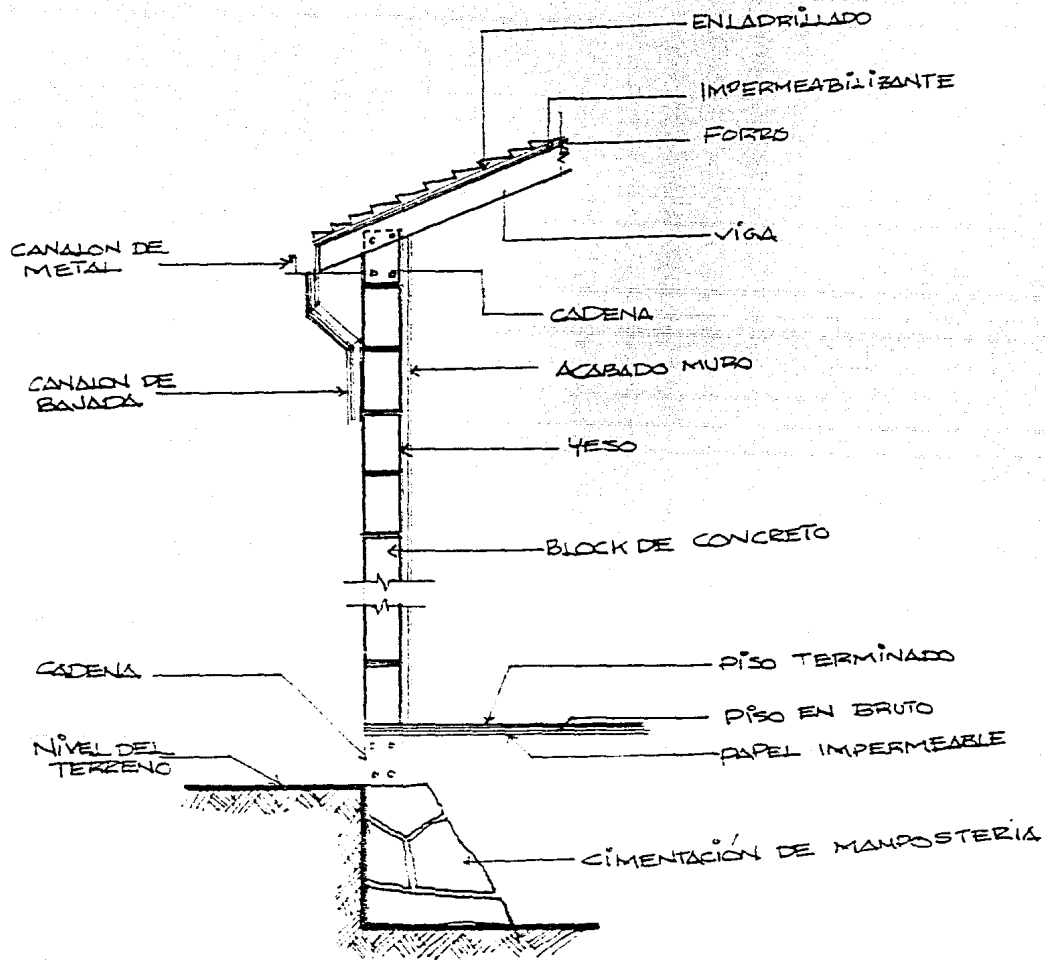 ENLADRILLADO
IMPERMEABILIZANTE
FORRO
VIGA
CANALON DE
METAL
CADENA
ACABADO MURO
CANALON DE
BAJADA
YESO
BLOCK DE CONCRETO
CADENA
PISO TERMINADO
PISO EN BRUTO
PAPEL IMPERMEABLE
NIVEL DEL
TERRENO
CIMENTACIÓN DE MAMPOSTERIA